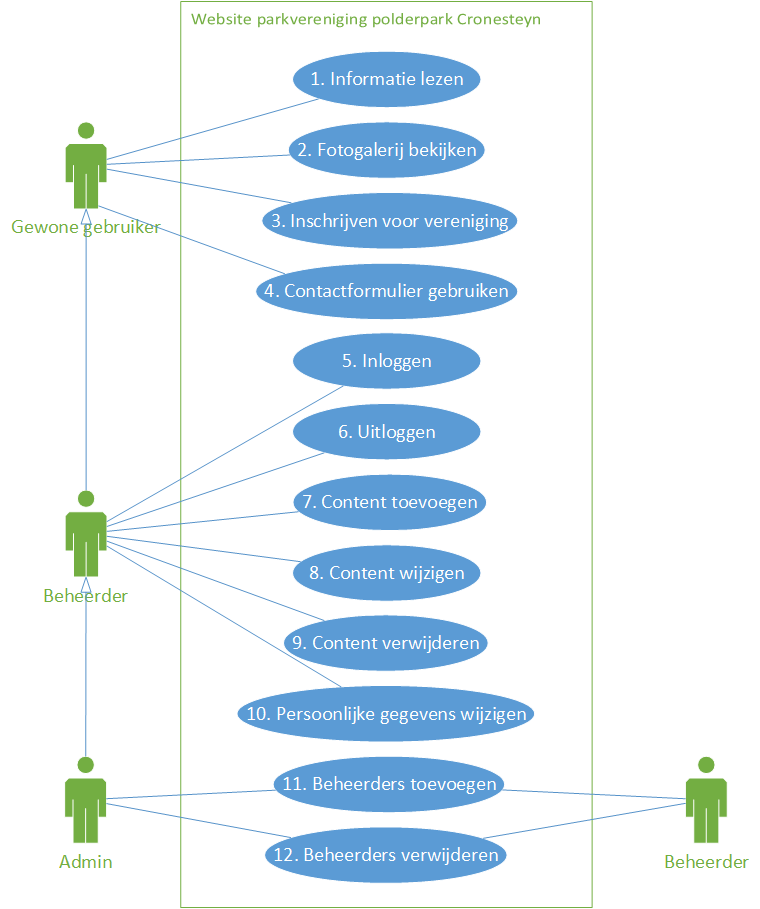 Website parkvereniging polderpark Cronesteyn
1. Informatie lezen
2. Fotogalerij bekijken
3. Inschrijven voor vereniging
Gewone gebruiker
4. Contactformulier gebruiken
5. Inloggen
6. Uitloggen
7. Content toevoegen
8. Content wijzigen
Beheerder
9. Content verwijderen
10. Persoonlijke gegevens wijzigen
11. Beheerders toevoegen
12. Beheerders verwijderen
Admin
Beheerder